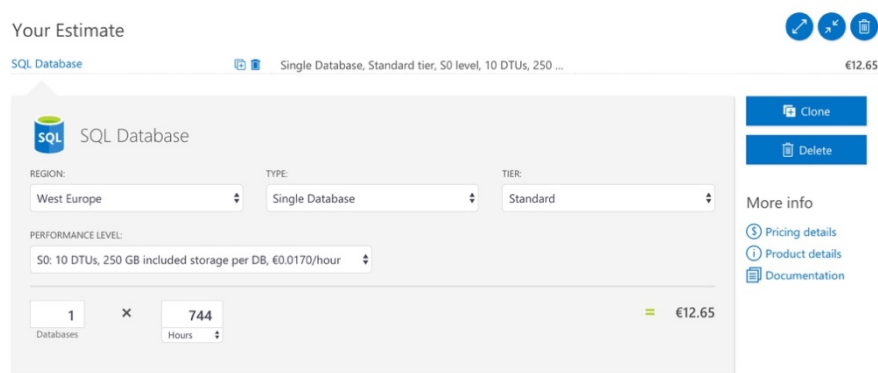 Your Estimate
SQL Database Single Database, Standard tier, S0 level, 10 DTUs, 250 ... €12.65
Clone
SQL SQL Database
Delete
REGION: TYPE: TIER:
West Europe Single Database Standard
More info
PERFORMANCE LEVEL:
Pricing details
S0: 10 DTUs, 250 GB included storage per DB, €0.0170/hour
Product details
Documentation
1 × 744 = €12.65
Databases Hours